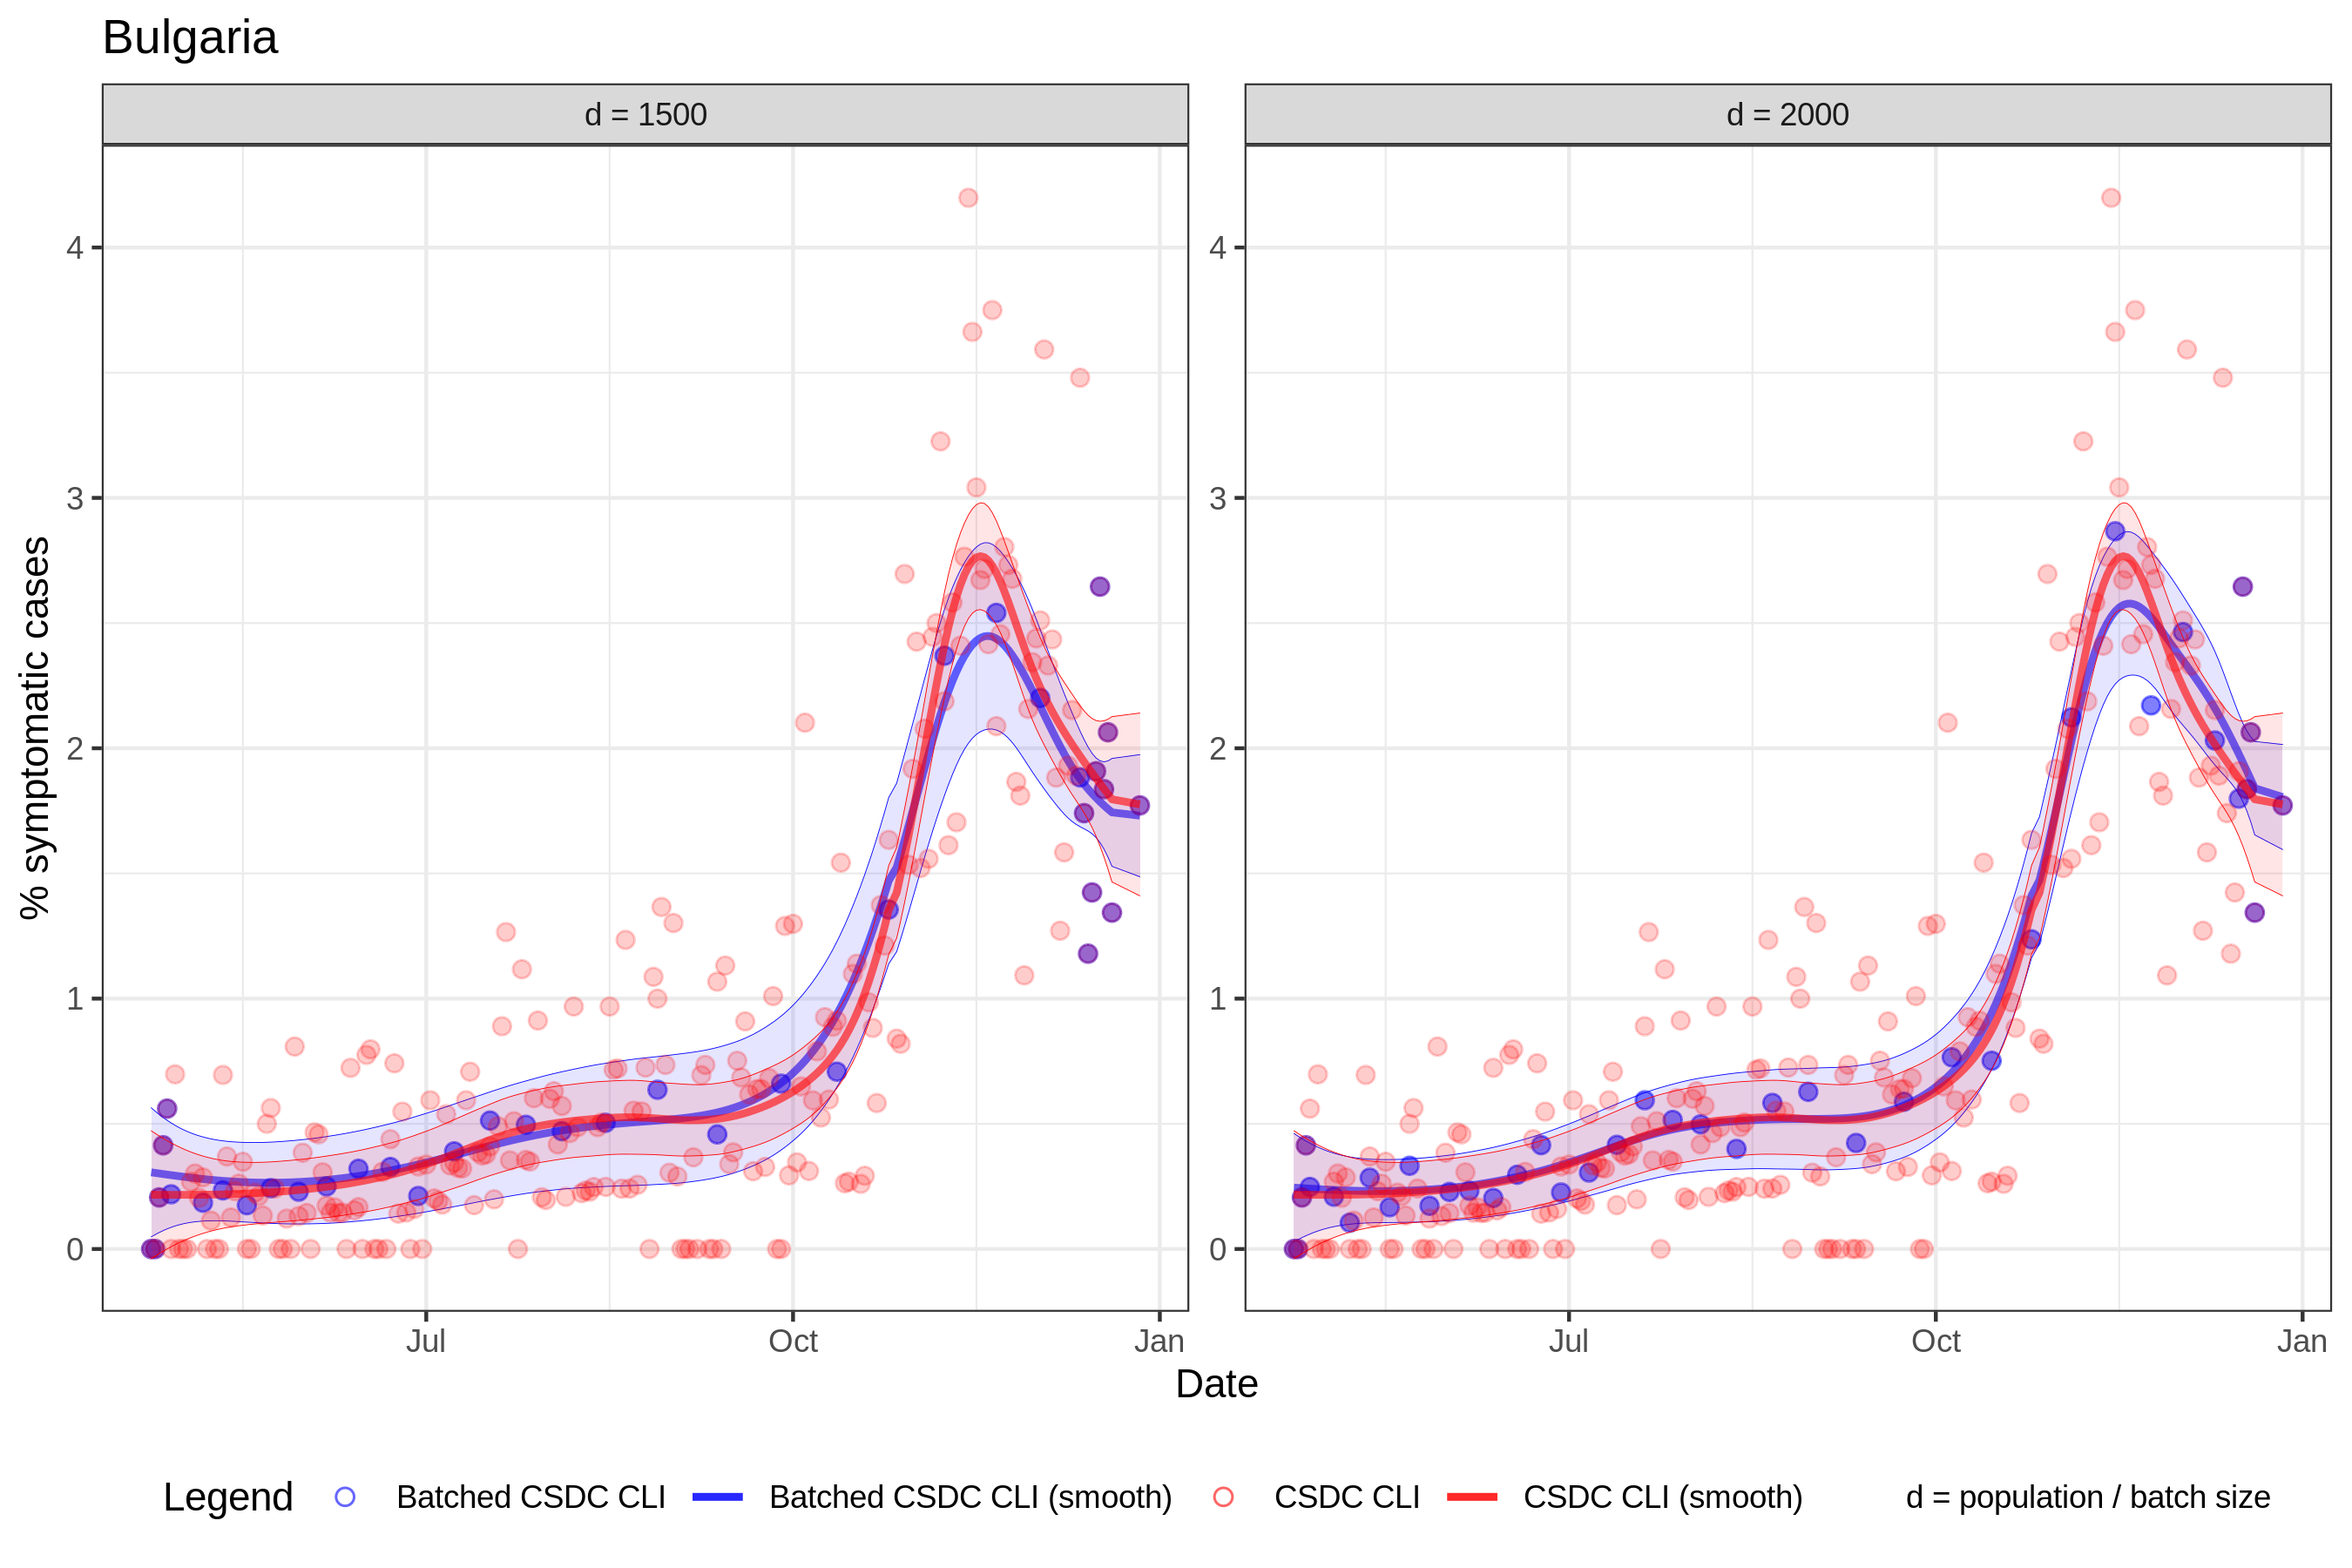 Bulgaria
d = 1500
d = 2000
% symptomatic cases
4
3
2
1
0
4
3
2
1
0
Jul
Oct
Jan
Jul
Oct
Jan
Date
Legend
Batched CSDC CLI
Batched CSDC CLI (smooth)
CSDC CLI
CSDC CLI (smooth)
d = population / batch size